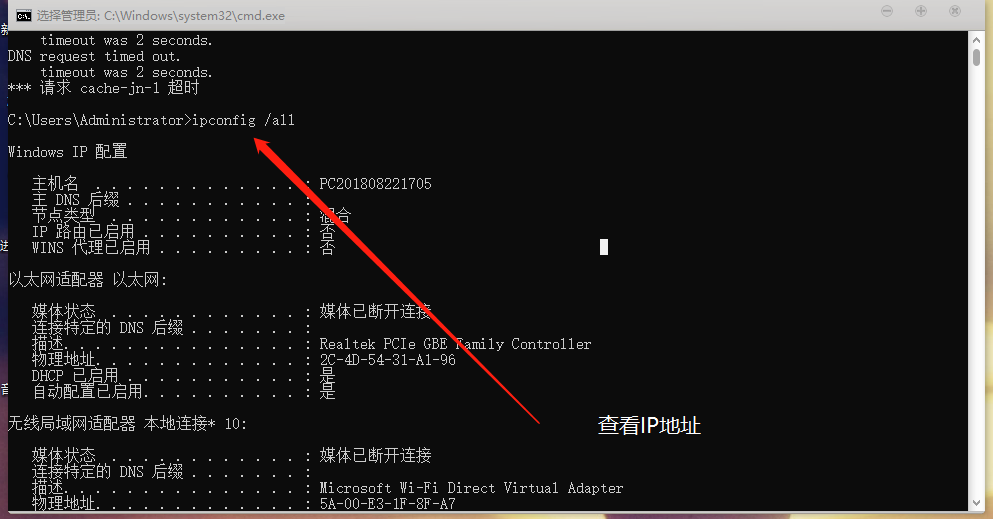 选择管理员: C:\Windows\system32\cmd.exe
timeout was 2 seconds.
DNS request timed out.
timeout was 2 seconds.
*** 请求 cache-jn-1 超时
C:\Users\Administrator>ipconfig /all
Windows IP 配置
主机名 . . . . . . . . . . . . . : PC201808221705
主 DNS 后缀 . . . . . . . . . . . :
节点类型 . . . . . . . . . . . . : 混合
IP 路由已启用 . . . . . . . . . . : 否
WINS 代理已启用 . . . . . . . . . : 否
以太网适配器 以太网:
媒体状态 . . . . . . . . . . . . : 媒体已断开连接
连接特定的 DNS 后缀 . . . . . . . :
描述. . . . . . . . . . . . . . . : Realtek PCIe GBE Family Controller
物理地址. . . . . . . . . . . . . : 2C-4D-54-31-A1-96
DHCP 已启用 . . . . . . . . . . . : 是
自动配置已启用. . . . . . . . . . : 是
查看IP地址
无线局域网适配器 本地连接* 10:
媒体状态 . . . . . . . . . . . . : 媒体已断开连接
连接特定的 DNS 后缀 . . . . . . . :
描述. . . . . . . . . . . . . . . : Microsoft Wi-Fi Direct Virtual Adapter
物理地址. . . . . . . . . . . . . : 5A-00-E3-1F-8F-A7